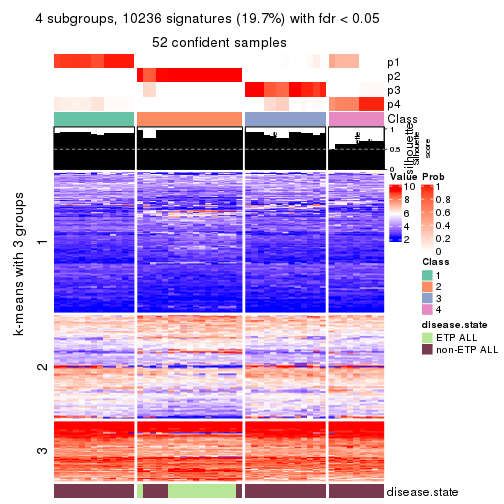 4 subgroups, 10236 signatures (19.7%) with fdr < 0.05
52 confident samples
p1
p2
p3
p4
Class
1
0.5
0
silhouette
Silhouette
score
k-means with 3 groups
1
2
3
Value
10
8
6
4
2
Prob
1
0.8
0.6
0.4
0.2
0
Class
1
2
3
4
disease.state
ETP ALL
non-ETP ALL
disease.state